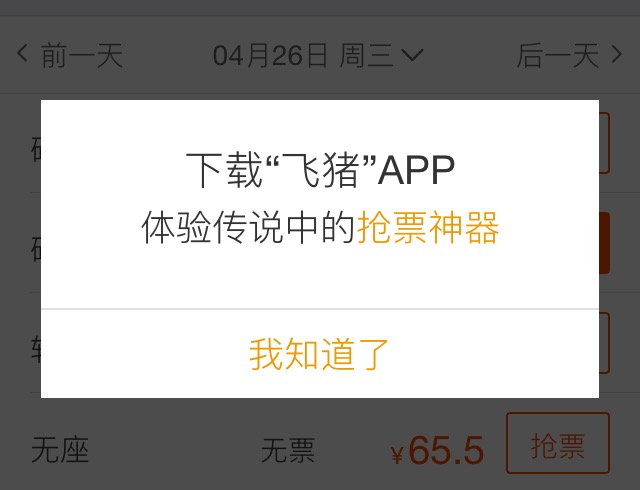 前一天 04月26日 周三 后一天
下载“飞猪”APP
体验传说中的抢票神器
我知道了
无座 无票 ¥65.5 抢票